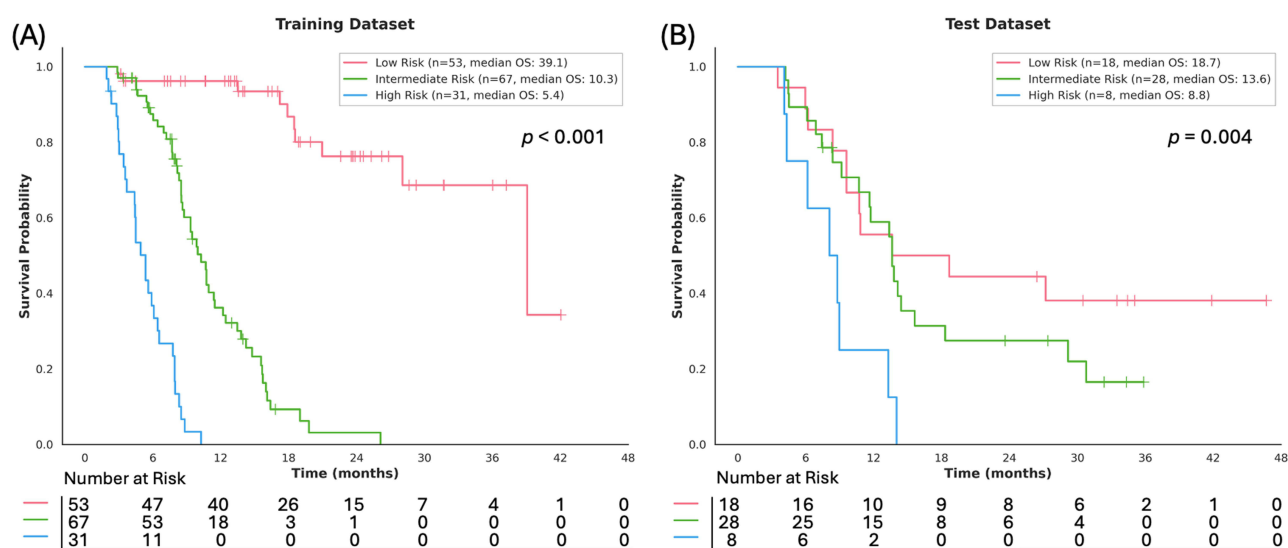 (A)
Training Dataset
Low Risk (n=53, median OS: 39.1)
Intermediate Risk (n=67, median OS: 10.3)
High Risk (n=31, median OS: 5.4)
p < 0.001
Survival Probability
1.0
0.8
0.6
0.4
0.2
0.0
0 6 12 18 24 30 36 42 48
Time (months)
Number at Risk
53 47 40 26 15 7 4 1 0
67 53 18 3 1 0 0 0 0
31 11 0 0 0 0 0 0 0
(B)
Test Dataset
Low Risk (n=18, median OS: 18.7)
Intermediate Risk (n=28, median OS: 13.6)
High Risk (n=8, median OS: 8.8)
p = 0.004
Survival Probability
1.0
0.8
0.6
0.4
0.2
0.0
0 6 12 18 24 30 36 42 48
Time (months)
Number at Risk
18 16 10 9 8 6 2 1 0
28 25 15 8 6 4 0 0 0
8 6 2 0 0 0 0 0 0